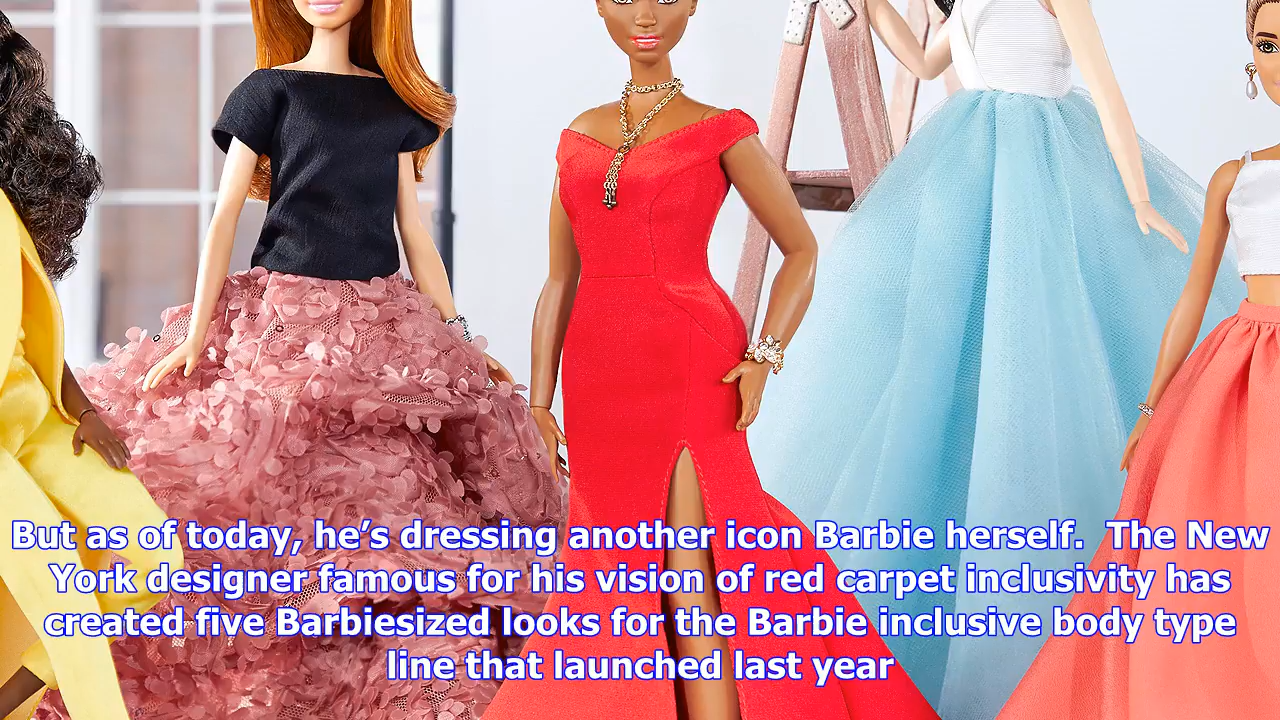 But as of today, he’s dressing another icon Barbie herself.  The New
York designer famous for his vision of red carpet inclusivity has
created five Barbiesized looks for the Barbie inclusive body type
line that launched last year